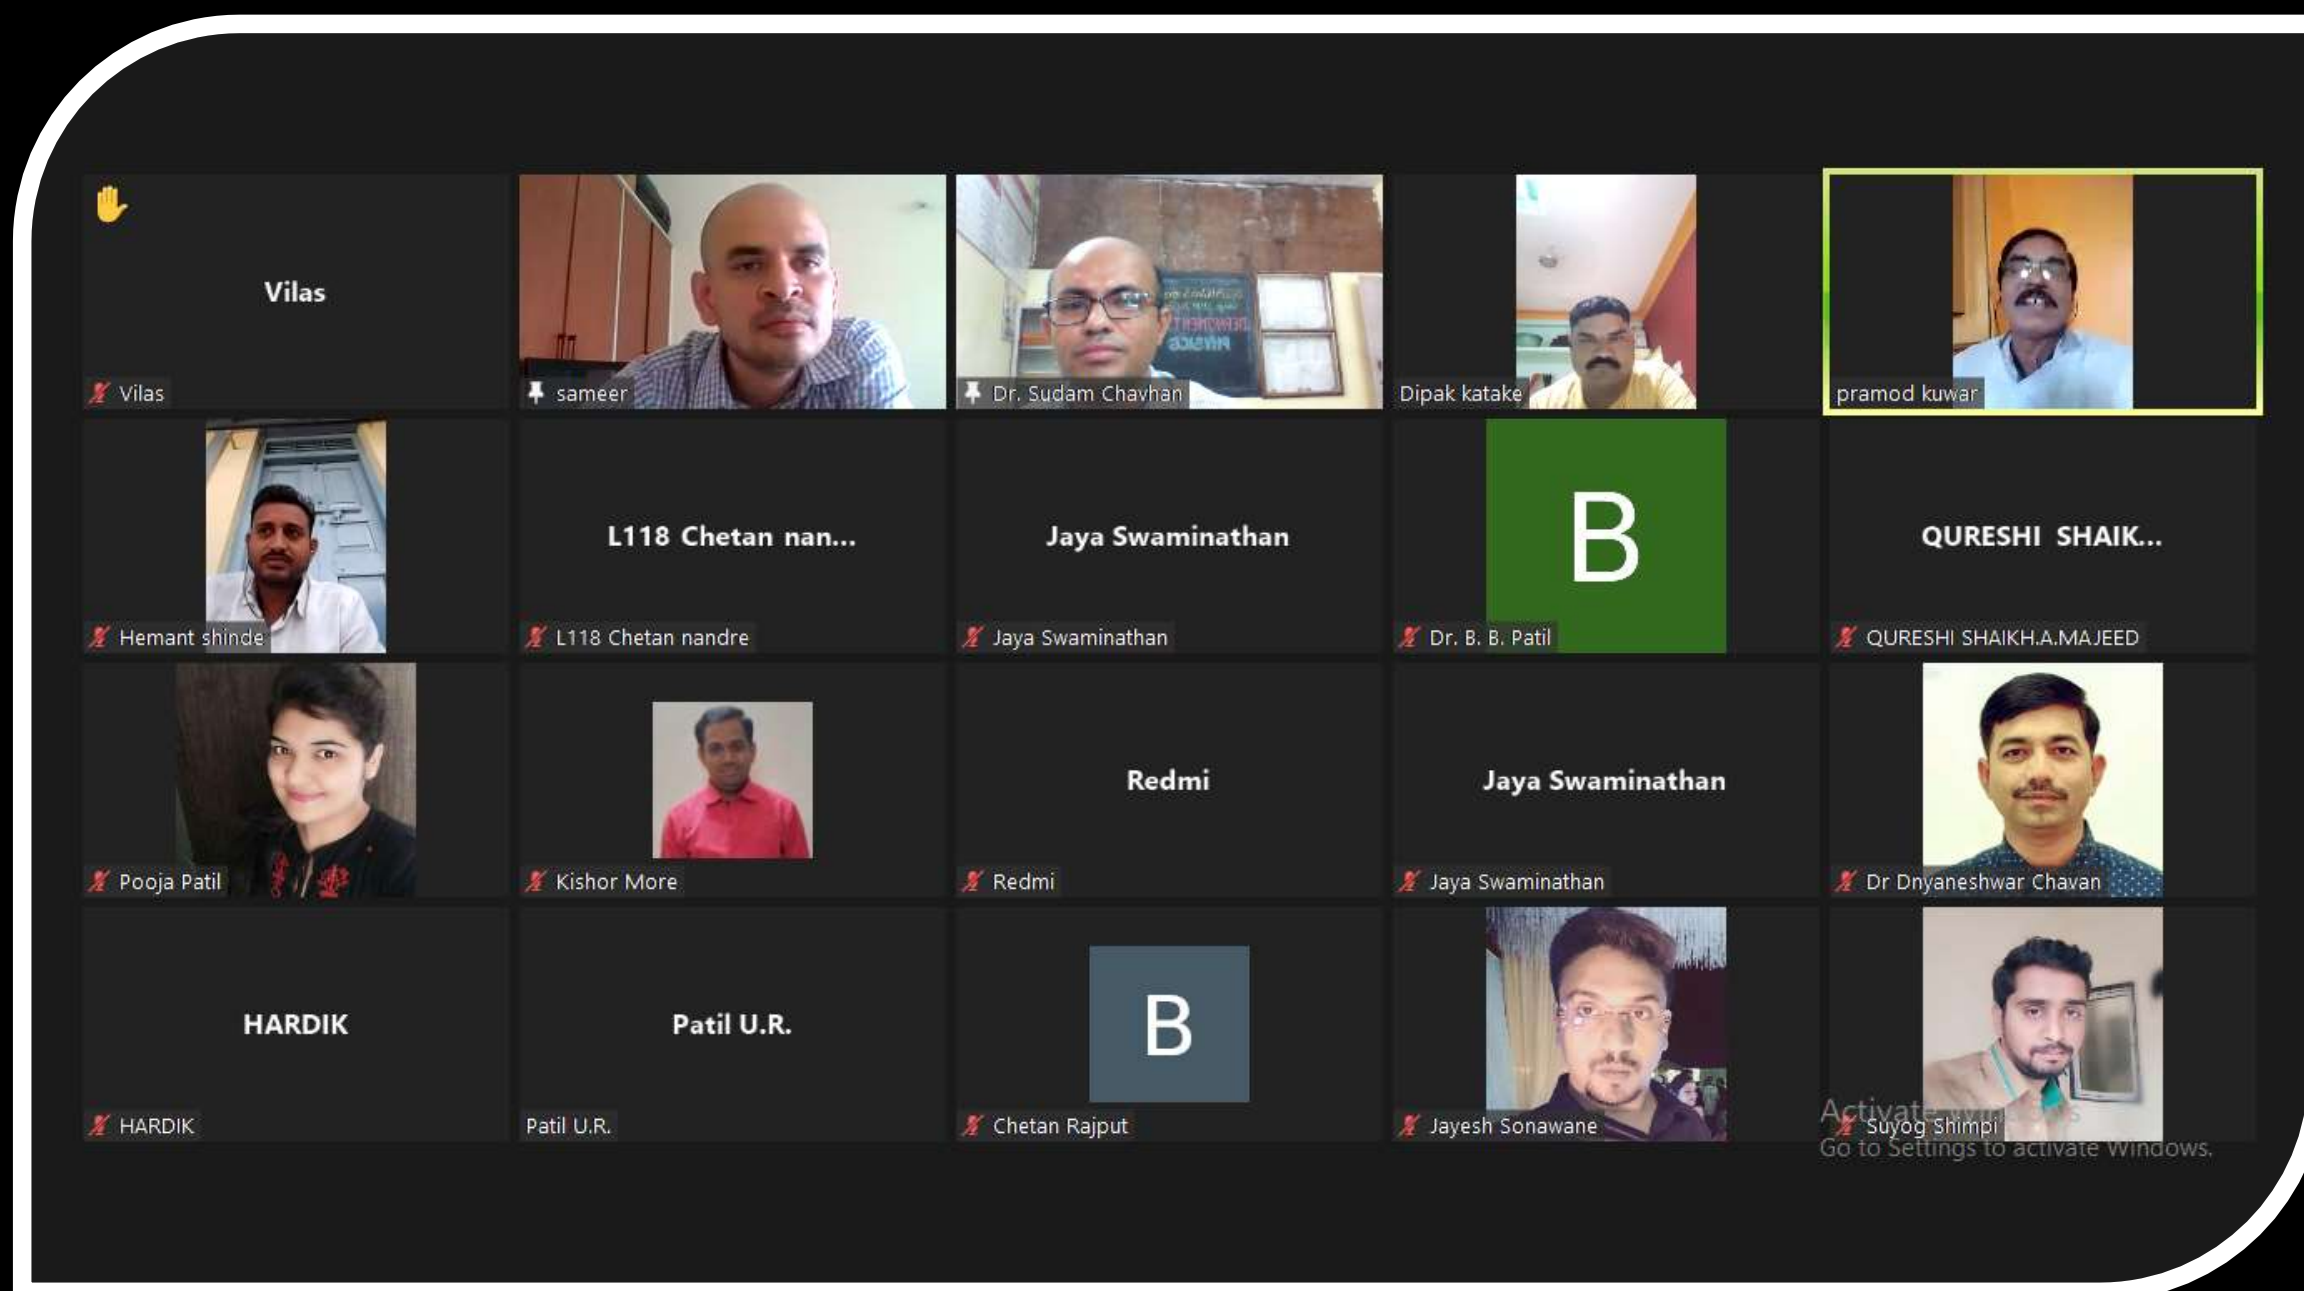 Vilas
Vilas
sameer
Dr. Sudam Chavhan
DEPARTMENT
PHYSICS
Dipak katake
pramod kuwar
Hemant shinde
L118 Chetan nan...
L118 Chetan nandre
Jaya Swaminathan
Jaya Swaminathan
B
Dr. B. B. Patil
QURESHI SHAIK...
QURESHI SHAIKH.A.MAJEED
Pooja Patil
Kishor More
Redmi
Redmi
Jaya Swaminathan
Jaya Swaminathan
Dr Dnyaneshwar Chavan
HARDIK
HARDIK
Patil U.R.
Patil U.R.
B
Chetan Rajput
Jayesh Sonawane
Suyog Shimpi
Activate Windows
Go to Settings to activate Windows.